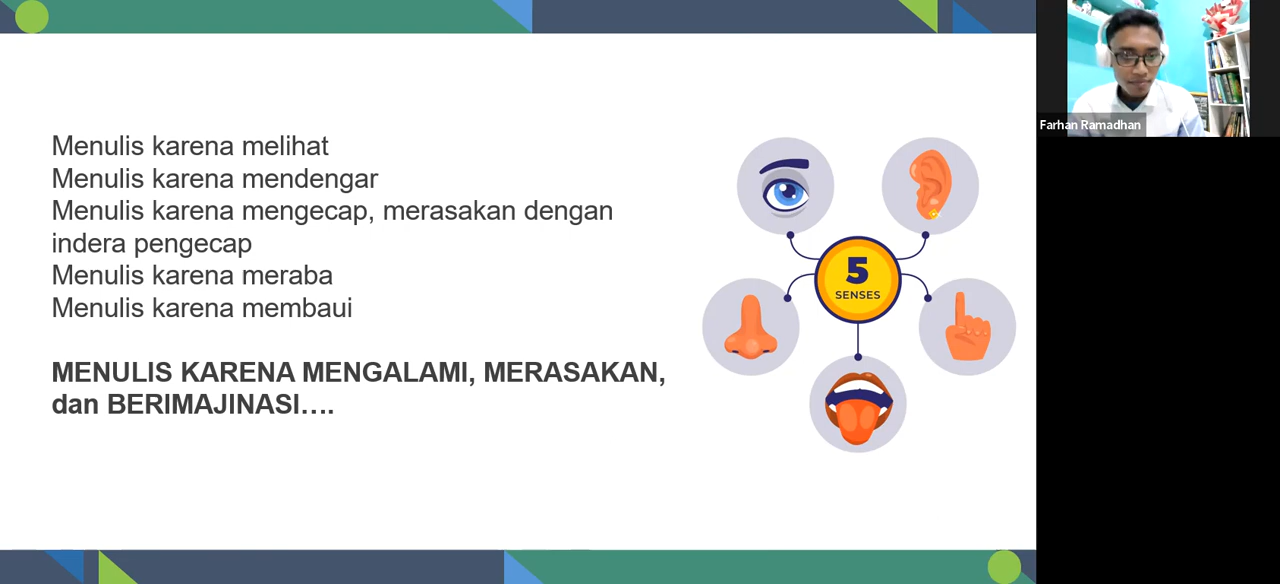 Menulis karena melihat
Menulis karena mendengar
Menulis karena mengecap, merasakan dengan
indera pengecap
Menulis karena meraba
Menulis karena membaui
MENULIS KARENA MENGALAMI, MERASAKAN,
dan BERIMAJINASI….
5
SENSES
Farhan Ramadhan